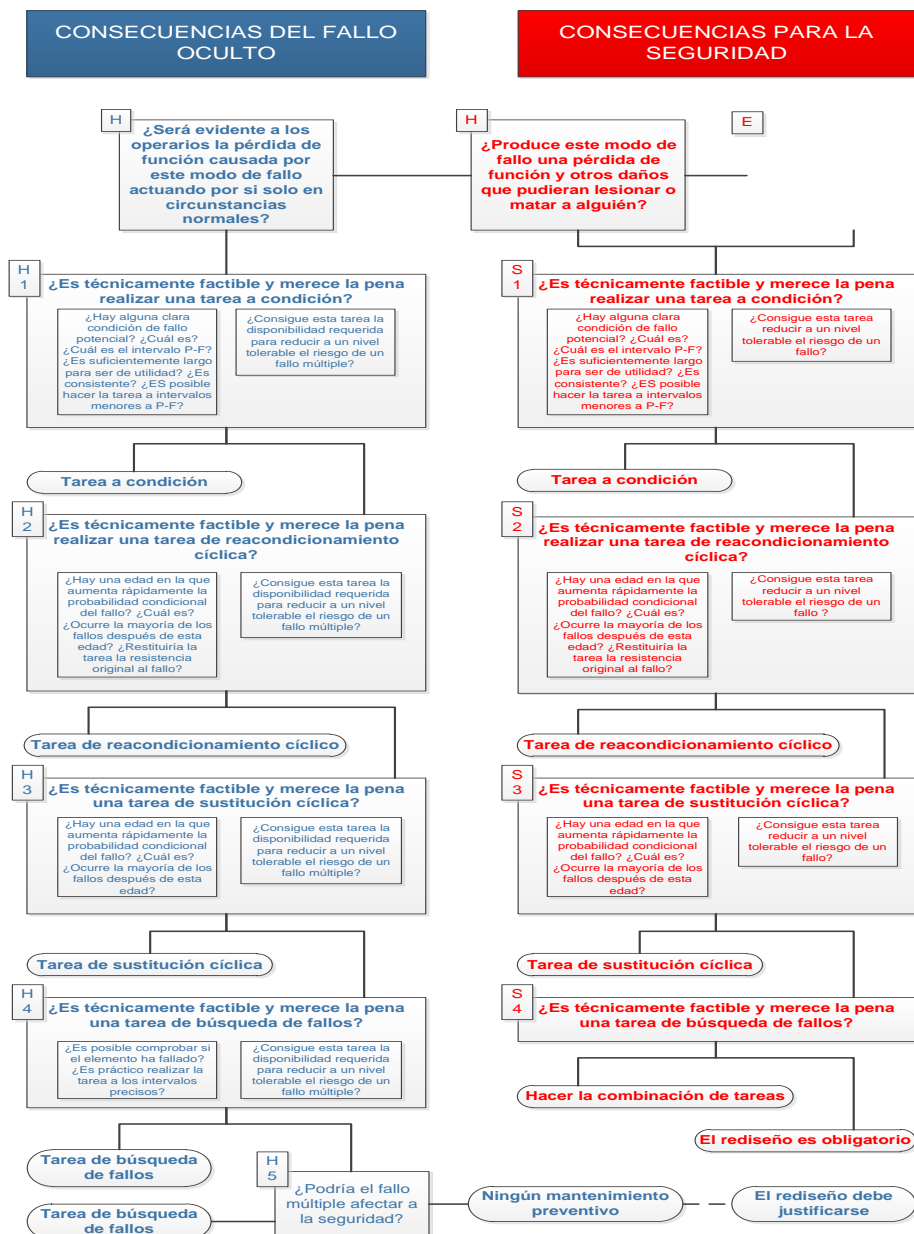 CONSECUENCIAS DEL FALLO
OCULTO
CONSECUENCIAS PARA LA
SEGURIDAD
H
¿Será evidente a los
operarios la pérdida de
función causada por
este modo de fallo
actuando por si solo en
circunstancias
normales?
H
¿Produce este modo de
fallo una pérdida de
función y otros daños
que pudieran lesionar o
matar a alguién?
E
H
1
¿Es técnicamente factible y merece la pena
realizar una tarea a condición?
¿Hay alguna clara
condición de fallo
potencial? ¿Cuál es?
¿Cuál es el intervalo P-F?
¿Es suficientemente largo
para ser de utilidad? ¿Es
consistente? ¿ES posible
hacer la tarea a intervalos
menores a P-F?
¿Consigue esta tarea la
disponibilidad requerida
para reducir a un nivel
tolerable el riesgo de un
fallo múltiple?
Tarea a condición
S
1
¿Es técnicamente factible y merece la pena
realizar una tarea a condición?
¿Hay alguna clara
condición de fallo
potencial? ¿Cuál es?
¿Cuál es el intervalo P-F?
¿Es suficientemente largo
para ser de utilidad? ¿Es
consistente? ¿ES posible
hacer la tarea a intervalos
menores a P-F?
¿Consigue esta tarea
reducir a un nivel
tolerable el riesgo de un
fallo?
Tarea a condición
H
2
¿Es técnicamente factible y merece la pena
realizar una tarea de reacondicionamiento
cíclica?
¿Hay una edad en la que
aumenta rápidamente la
probabilidad condicional
del fallo? ¿Cuál es?
¿Ocurre la mayoría de los
fallos después de esta
edad? ¿Restituiría la
tarea la resistencia
original al fallo?
¿Consigue esta tarea la
disponibilidad requerida
para reducir a un nivel
tolerable el riesgo de un
fallo múltiple?
Tarea de reacondicionamiento cíclico
S
2
¿Es técnicamente factible y merece la pena
realizar una tarea de reacondicionamiento
cíclica?
¿Hay una edad en la que
aumenta rápidamente la
probabilidad condicional
del fallo? ¿Cuál es?
¿Ocurre la mayoría de los
fallos después de esta
edad? ¿Restituiría la
tarea la resistencia
original al fallo?
¿Consigue esta tarea
reducir a un nivel
tolerable el riesgo de un
fallo ?
Tarea de reacondicionamiento cíclico
H
3
¿Es técnicamente factible y merece la pena
una tarea de sustitución cíclica?
¿Hay una edad en la que
aumenta rápidamente la
probabilidad condicional
del fallo? ¿Cuál es?
¿Ocurre la mayoría de los
fallos después de esta
edad?
¿Consigue esta tarea la
disponibilidad requerida
para reducir a un nivel
tolerable el riesgo de un
fallo múltiple?
Tarea de sustitución cíclica
S
3
¿Es técnicamente factible y merece la pena
una tarea de sustitución cíclica?
¿Hay una edad en la que
aumenta rápidamente la
probabilidad condicional
del fallo? ¿Cuál es?
¿Ocurre la mayoría de los
fallos después de esta
edad?
¿Consigue esta tarea
reducir a un nivel
tolerable el riesgo de un
fallo?
Tarea de sustitución cíclica
H
4
¿Es técnicamente factible y merece la pena
una tarea de búsqueda de fallos?
¿Es posible comprobar si
el elemento ha fallado?
¿Es práctico realizar la
tarea a los intervalos
precisos?
¿Consigue esta tarea la
disponibilidad requerida
para reducir a un nivel
tolerable el riesgo de un
fallo múltiple?
S
4
¿Es técnicamente factible y merece la pena
una tarea de búsqueda de fallos?
Hacer la combinación de tareas
El rediseño es obligatorio
Tarea de búsqueda
de fallos
H
5
¿Podría el fallo
múltiple afectar a
la seguridad?
Tarea de búsqueda
de fallos
Ningún mantenimiento
preventivo
El rediseño debe
justificarse